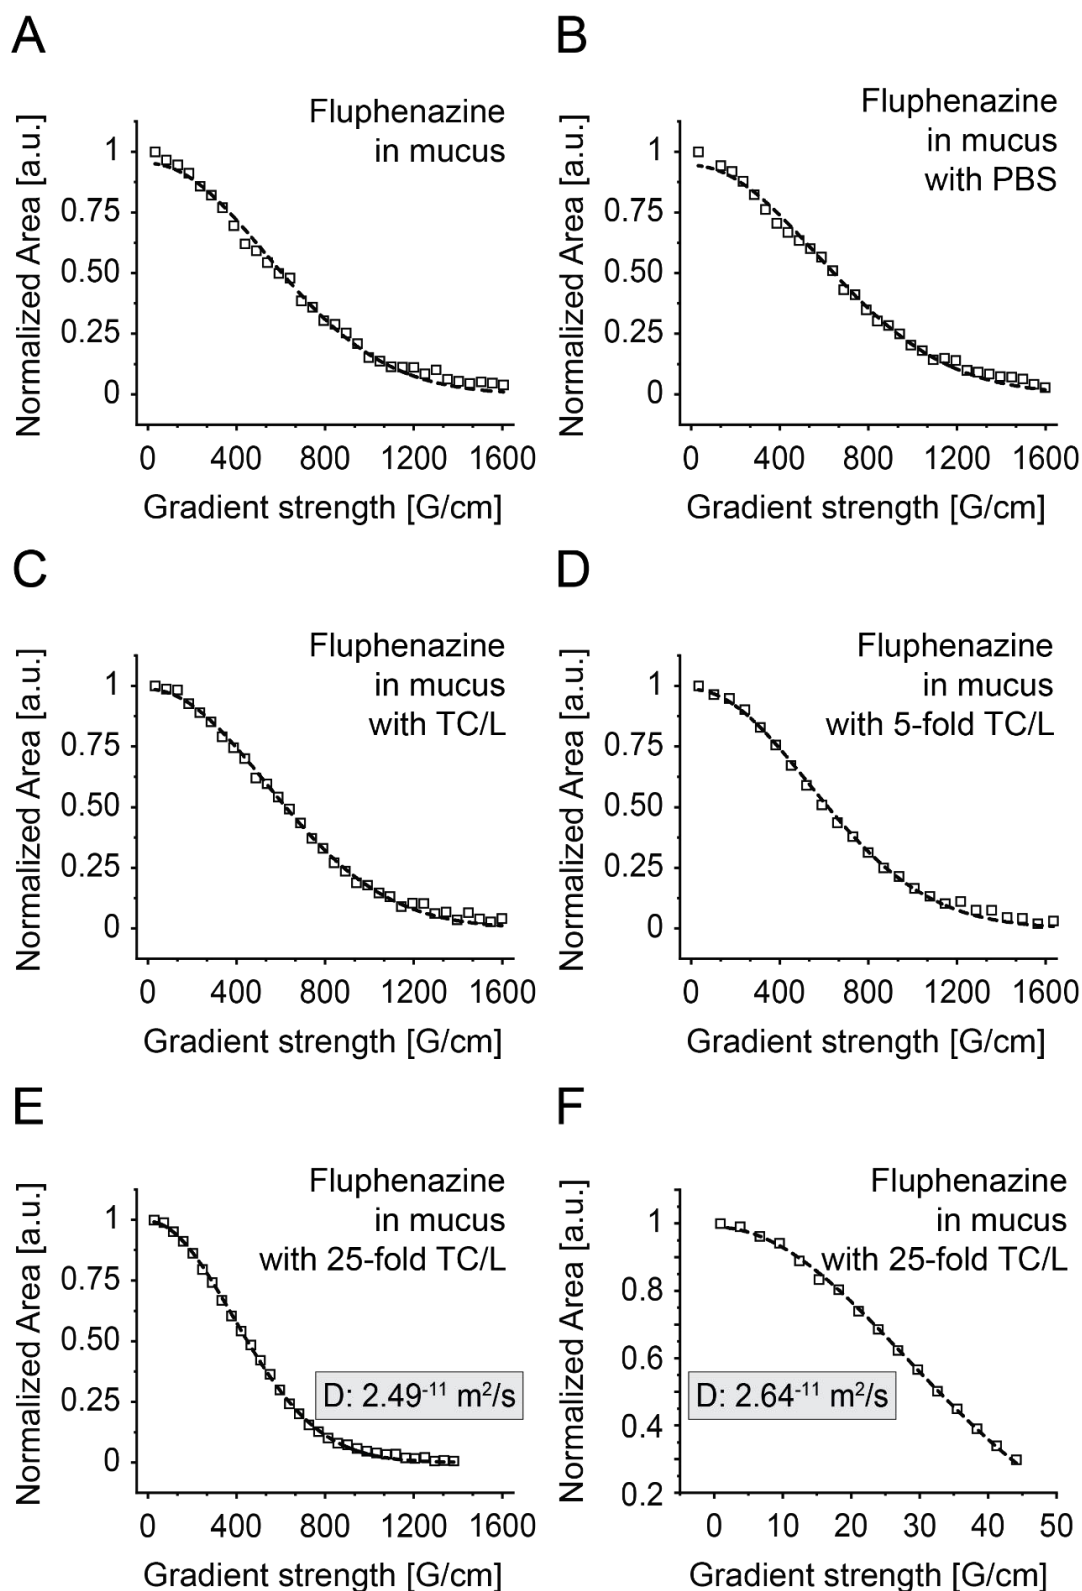 A
Fluphenazine
in mucus
Normalized Area [a.u.]
1
0.75
0.50
0.25
0
0 400 800 1200 1600
Gradient strength [G/cm]
B
Fluphenazine
in mucus
with PBS
Normalized Area [a.u.]
1
0.75
0.50
0.25
0
0 400 800 1200 1600
Gradient strength [G/cm]
C
Fluphenazine
in mucus
with TC/L
Normalized Area [a.u.]
1
0.75
0.50
0.25
0
0 400 800 1200 1600
Gradient strength [G/cm]
D
Fluphenazine
in mucus
with 5-fold TC/L
Normalized Area [a.u.]
1
0.75
0.50
0.25
0
0 400 800 1200 1600
Gradient strength [G/cm]
E
Fluphenazine
in mucus
with 25-fold TC/L
Normalized Area [a.u.]
1
0.75
0.50
0.25
0
D: 2.49⁻¹¹ m²/s
0 400 800 1200 1600
Gradient strength [G/cm]
F
Fluphenazine
in mucus
with 25-fold TC/L
Normalized Area [a.u.]
1
0.8
0.6
0.4
0.2
D: 2.64⁻¹¹ m²/s
0 10 20 30 40 50
Gradient strength [G/cm]